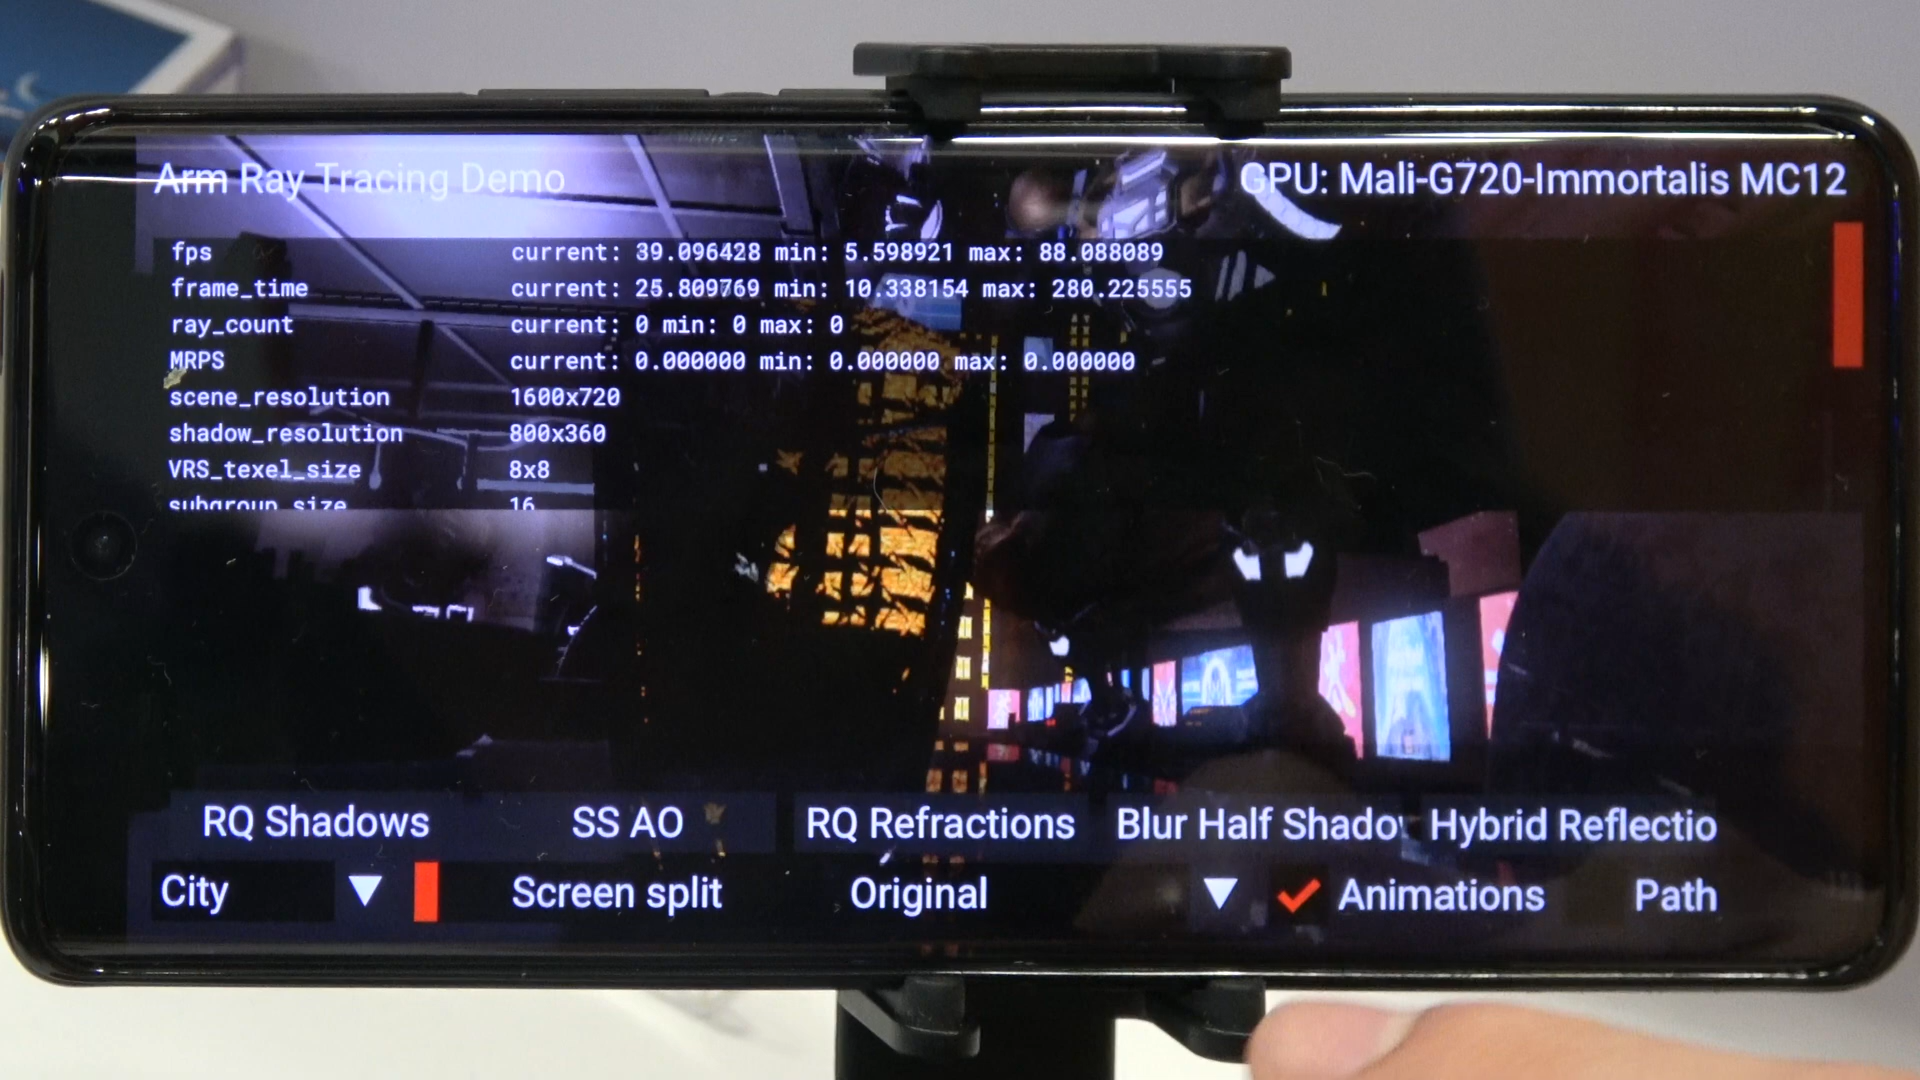 Arm Ray Tracing Demo
GPU: Mali-G720-Immortalis MC12
fps current: 39.096428 min: 5.598921 max: 88.088089
frame_time current: 25.809769 min: 10.338154 max: 280.225555
ray_count current: 0 min: 0 max: 0
MRPS current: 0.000000 min: 0.000000 max: 0.000000
scene_resolution 1600x720
shadow_resolution 800x360
VRS_texel_size 8x8
subgroup_size 16
RQ Shadows SS AO RQ Refractions Blur Half Shadow Hybrid Reflectio
City Screen split Original Animations Path